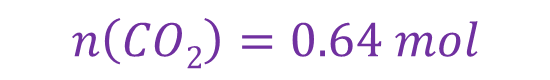 n(CO₂) = 0.64 mol